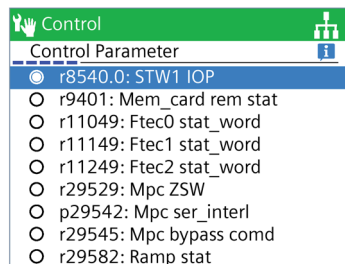 Control
Control Parameter
r8540.0: STW1 IOP
r9401: Mem_card rem stat
r11049: Ftec0 stat_word
r11149: Ftec1 stat_word
r11249: Ftec2 stat_word
r29529: Mpc ZSW
p29542: Mpc ser_interl
r29545: Mpc bypass comd
r29582: Ramp stat